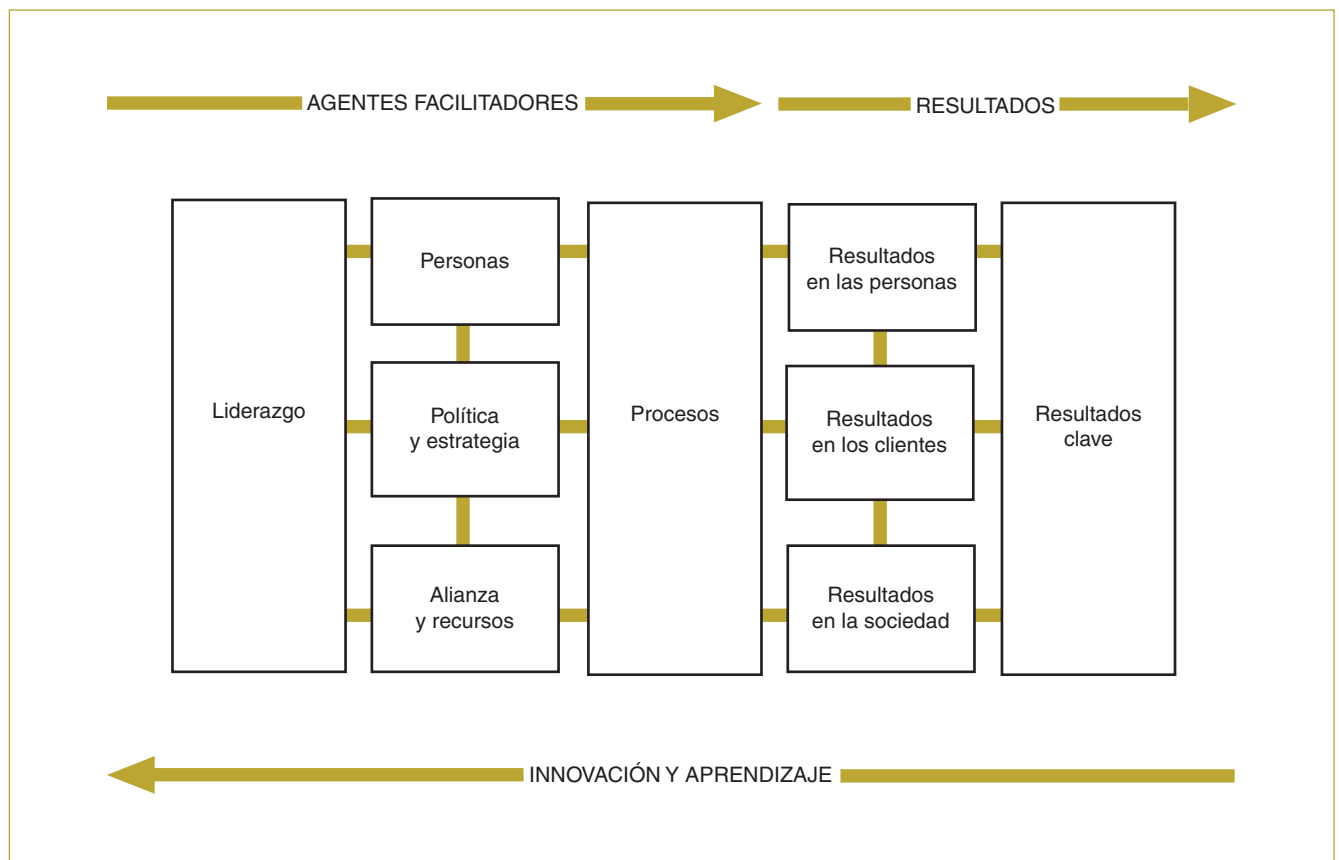 AGENTES FACILITADORES
RESULTADOS
Liderazgo
Personas
Política
y estrategia
Alianza
y recursos
Procesos
Resultados
en las personas
Resultados
en los clientes
Resultados
en la sociedad
Resultados
clave
INNOVACIÓN Y APRENDIZAJE